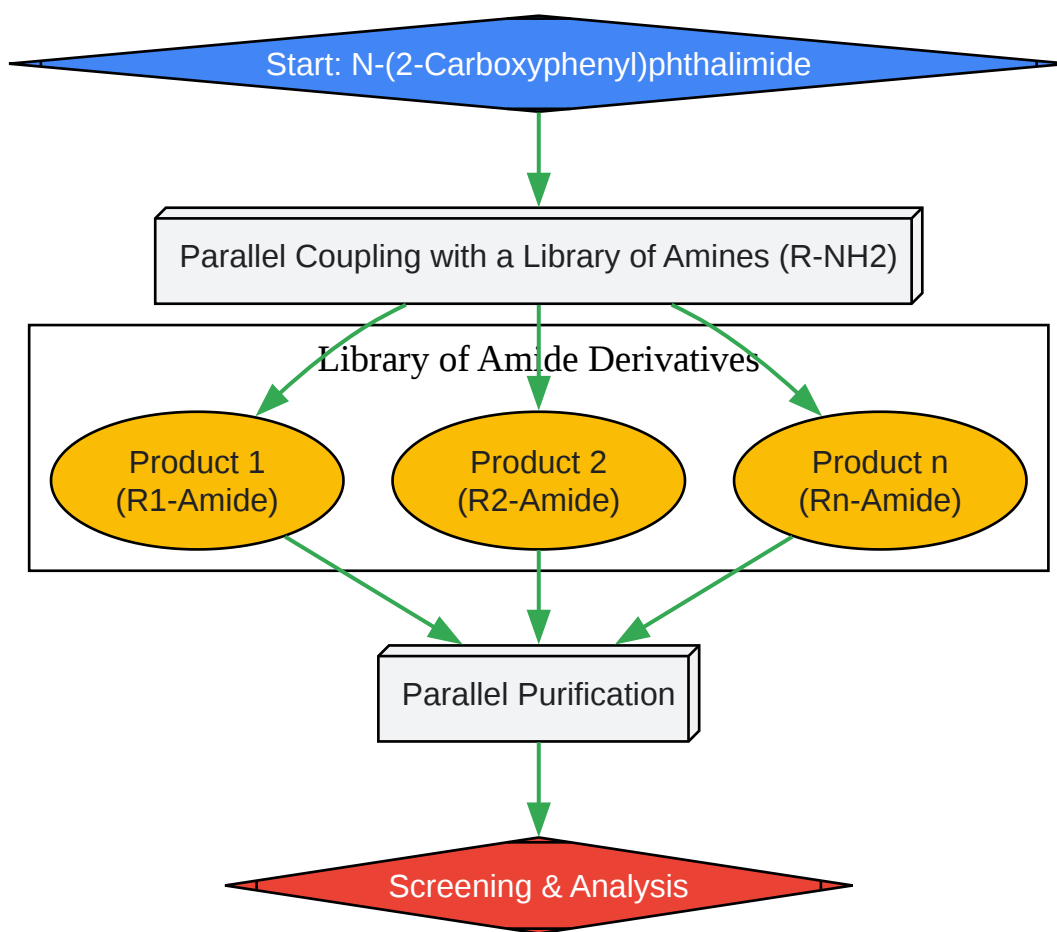 Start: N-(2-Carboxyphenyl)phthalimide
Parallel Coupling with a Library of Amines (R-NH2)
Library of Amide Derivatives
Product 1
(R1-Amide)
Product 2
(R2-Amide)
Product n
(Rn-Amide)
Parallel Purification
Screening & Analysis